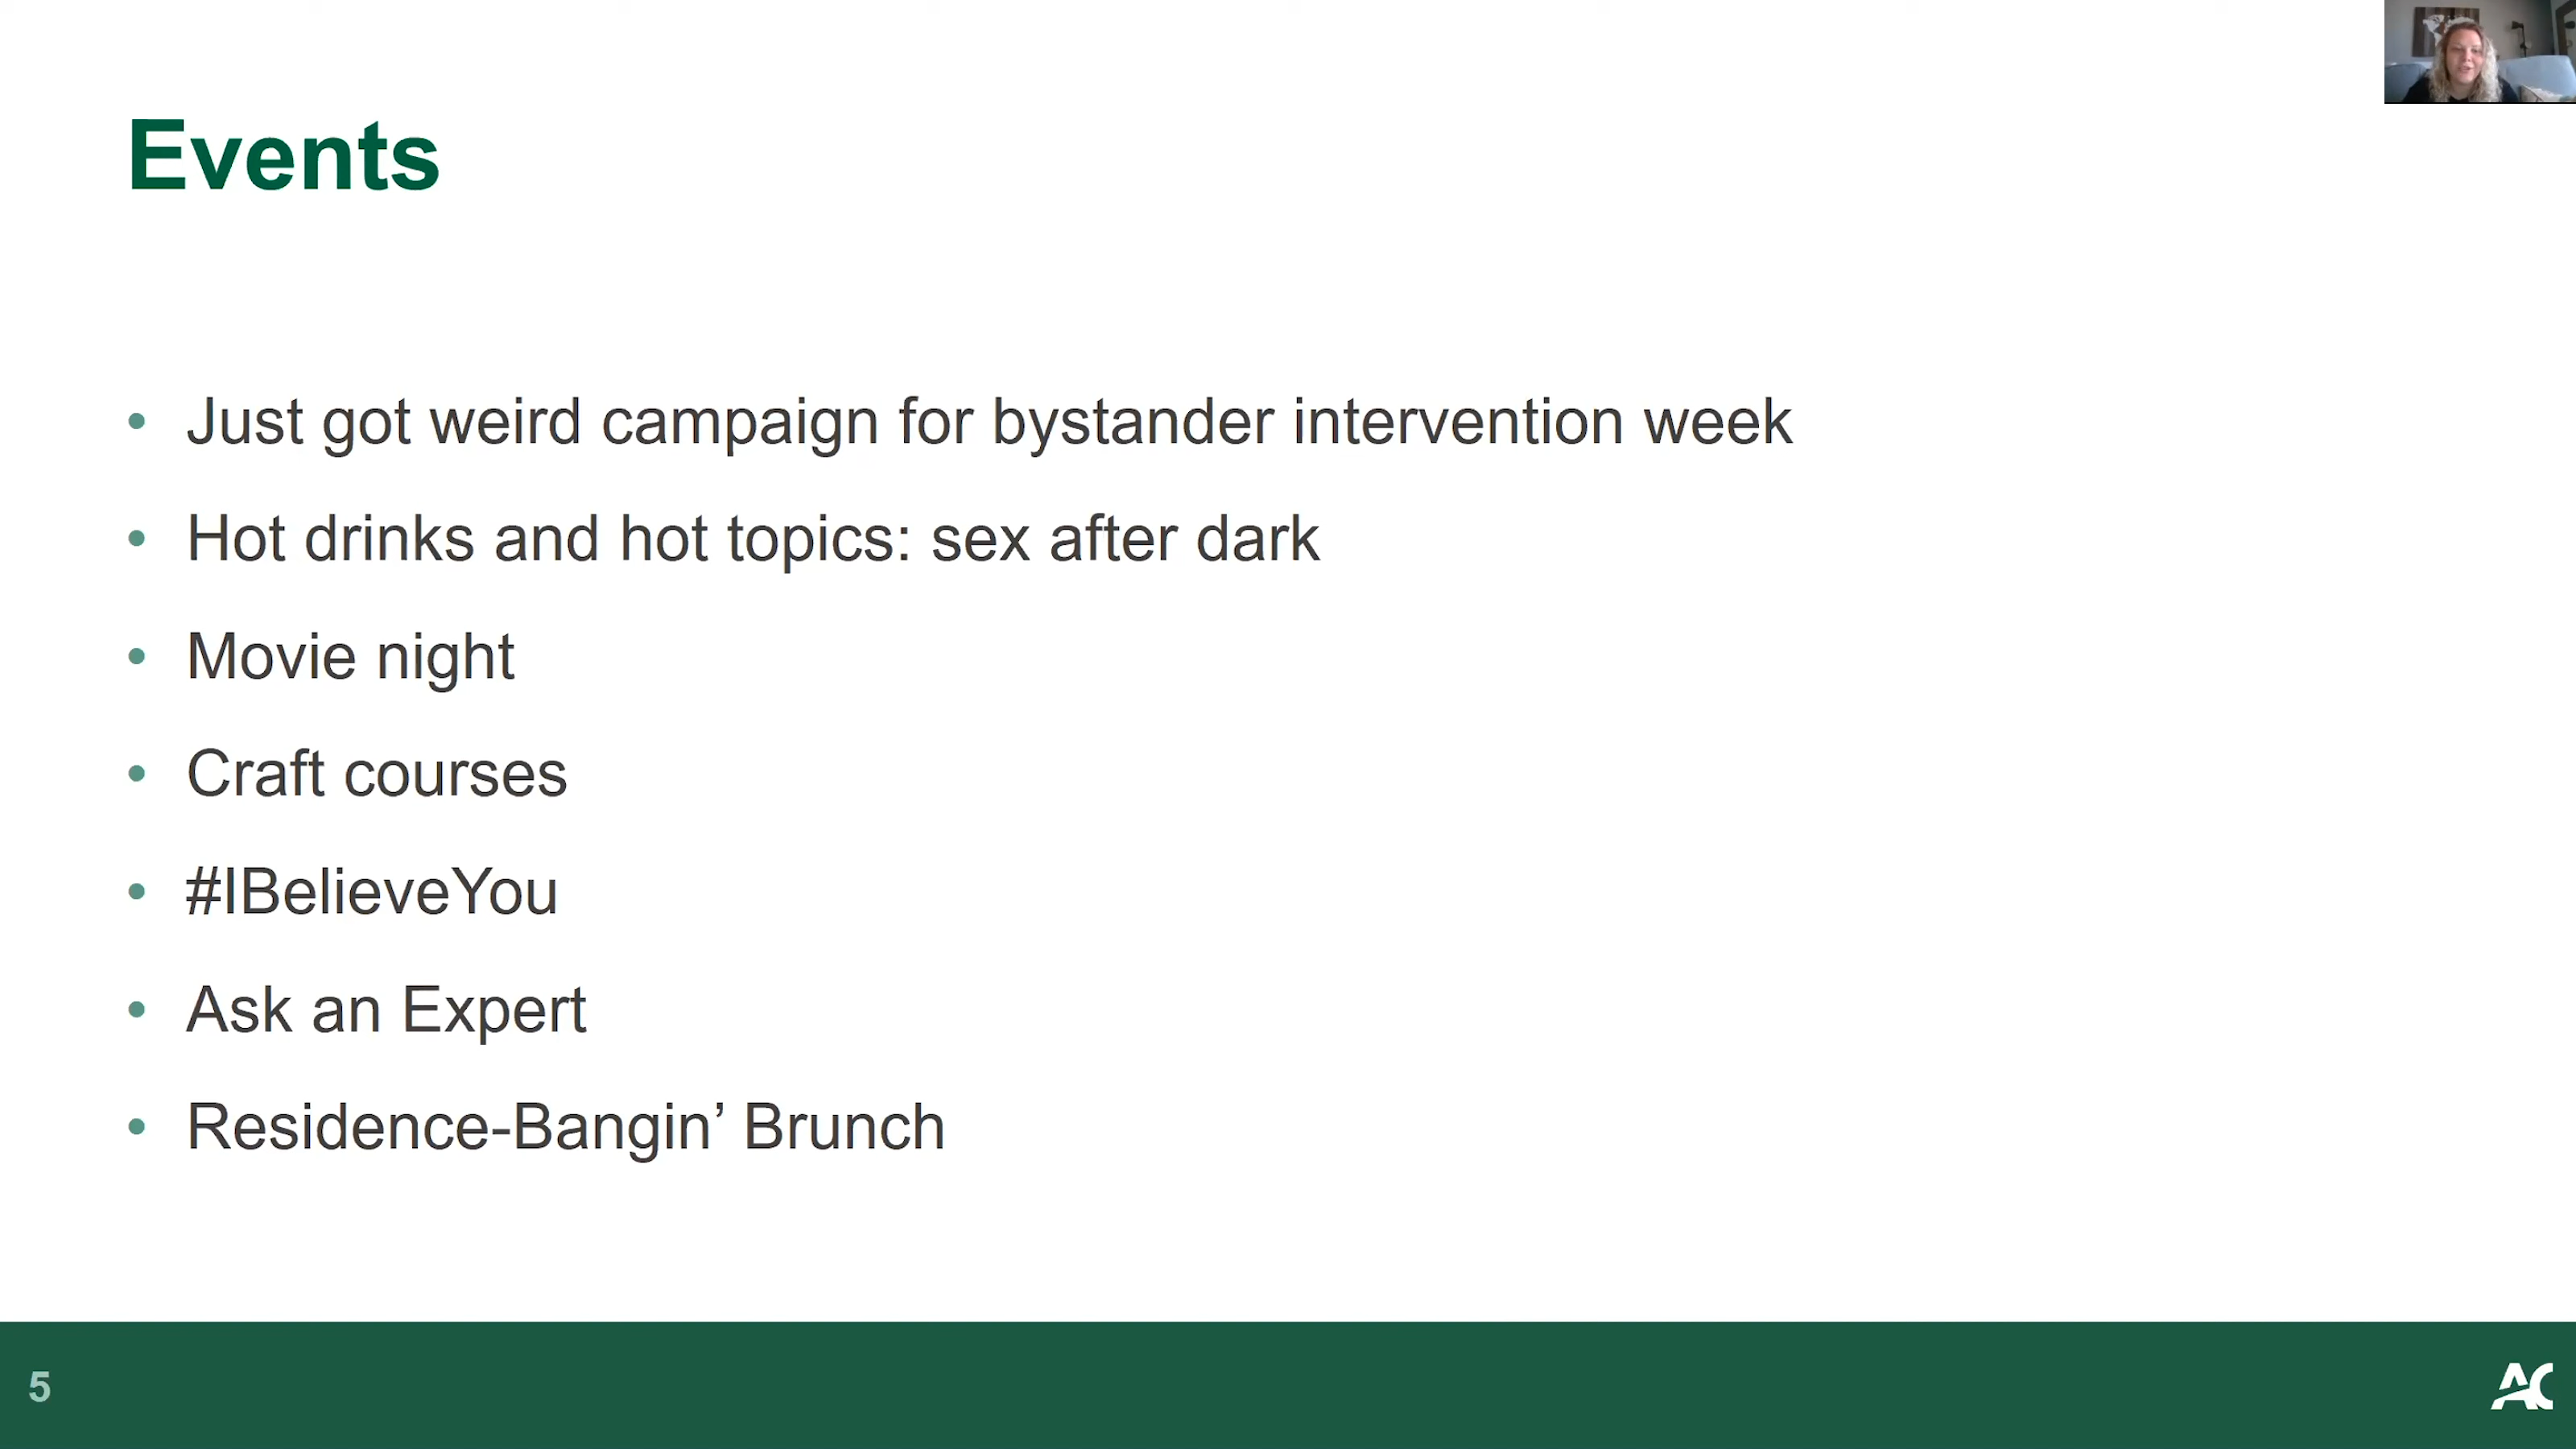 Events
• Just got weird campaign for bystander intervention week
• Hot drinks and hot topics: sex after dark
• Movie night
• Craft courses
• #IBelieveYou
• Ask an Expert
• Residence-Bangin’ Brunch
5
AC